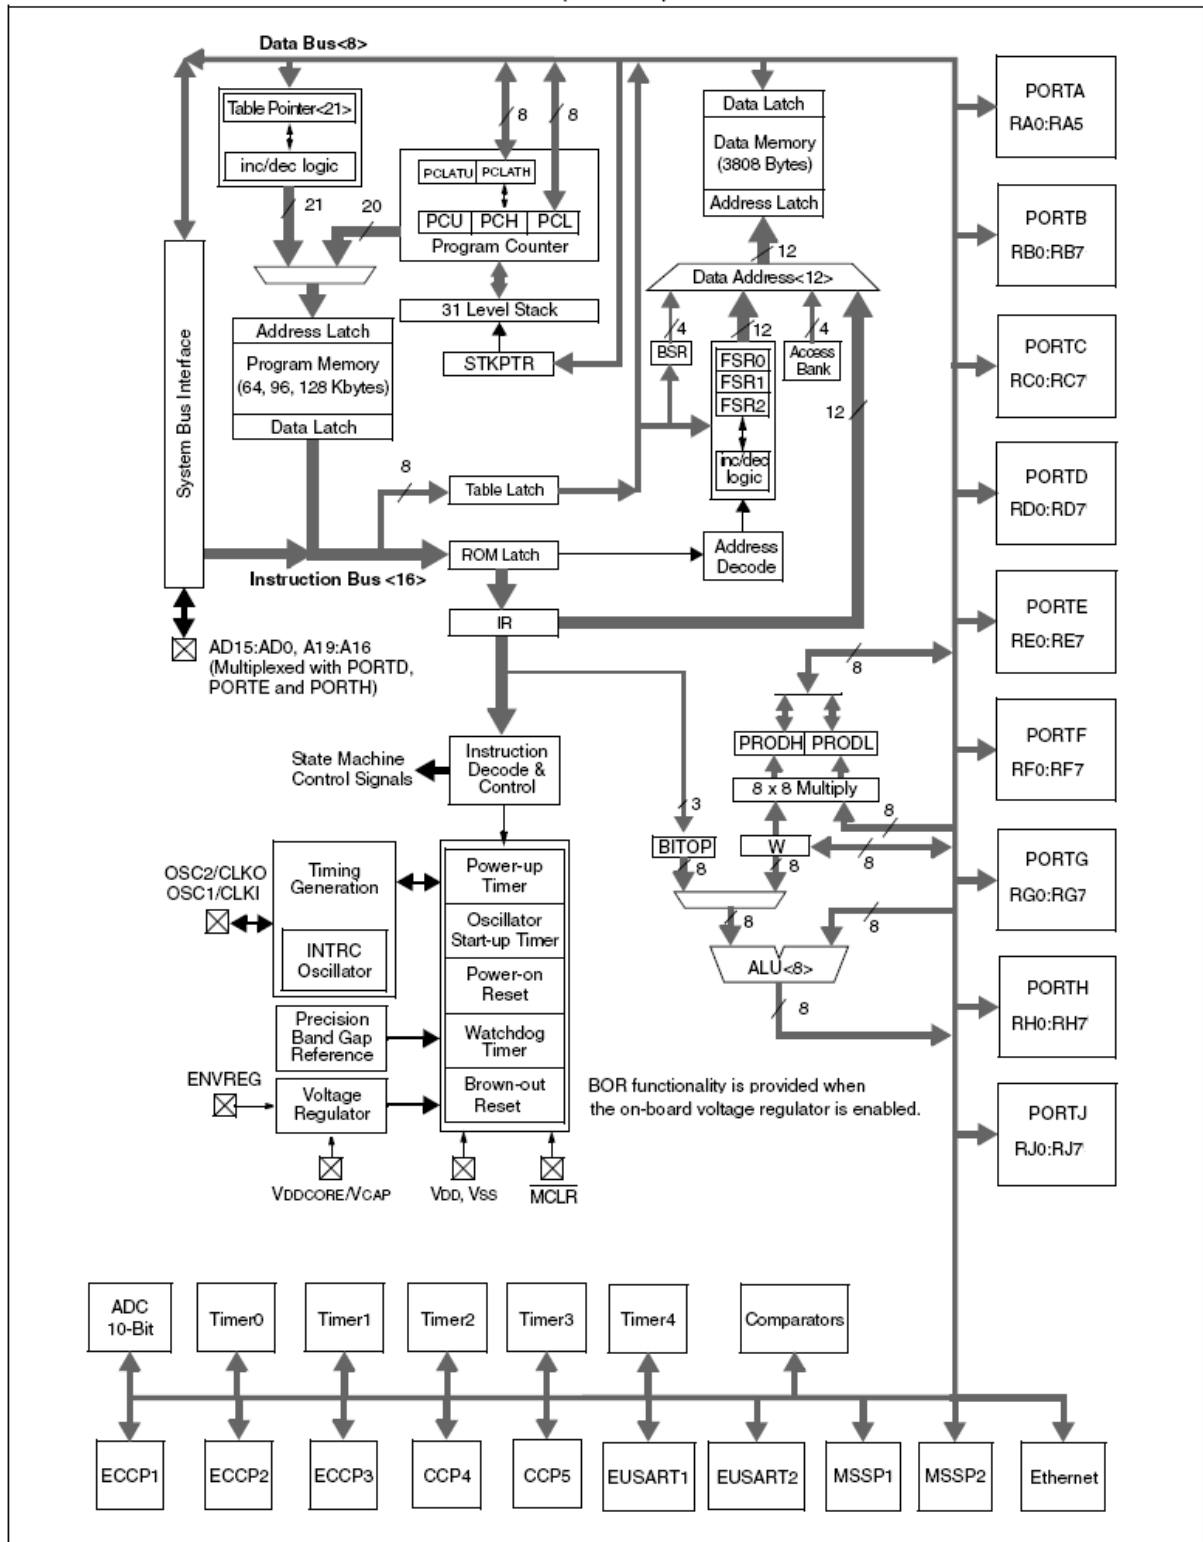 Data Bus<8>
Table Pointer<21>
inc/dec logic
21
20
8
8
PCLATU PCLATH
PCU PCH PCL
Program Counter
31 Level Stack
STKPTR
Data Latch
Data Memory
(3808 Bytes)
Address Latch
12
Data Address<12>
4
12
4
BSR
FSR0
FSR1
FSR2
inc/dec
logic
Access
Bank
12
Address
Decode
System Bus Interface
Address Latch
Program Memory
(64, 96, 128 Kbytes)
Data Latch
8
Table Latch
ROM Latch
Instruction Bus <16>
IR
AD15:AD0, A19:A16
(Multiplexed with PORTD,
PORTE and PORTH)
State Machine
Control Signals
Instruction
Decode &
Control
8
PRODH PRODL
8 x 8 Multiply
3
8
BITOP
W
8
8
8
8
8
ALU<8>
8
OSC2/CLKO
OSC1/CLKI
Timing
Generation
INTRC
Oscillator
Power-up
Timer
Oscillator
Start-up Timer
Power-on
Reset
Watchdog
Timer
Brown-out
Reset
Precision
Band Gap
Reference
ENVREG
Voltage
Regulator
VDDCORE/VCAP
VDD, VSS
MCLR
BOR functionality is provided when
the on-board voltage regulator is enabled.
PORTA
RA0:RA5
PORTB
RB0:RB7
PORTC
RC0:RC7
PORTD
RD0:RD7
PORTE
RE0:RE7
PORTF
RF0:RF7
PORTG
RG0:RG7
PORTH
RH0:RH7
PORTJ
RJ0:RJ7
ADC
10-Bit
Timer0
Timer1
Timer2
Timer3
Timer4
Comparators
ECCP1
ECCP2
ECCP3
CCP4
CCP5
EUSART1
EUSART2
MSSP1
MSSP2
Ethernet